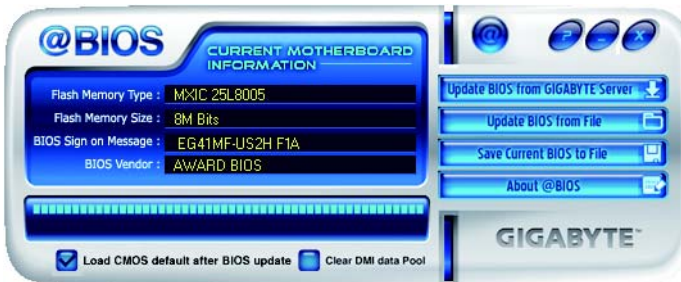 @BIOS
CURRENT MOTHERBOARD
INFORMATION
Flash Memory Type : MXIC 25L8005
Flash Memory Size : 8M Bits
BIOS Sign on Message : EG41MF-US2H F1A
BIOS Vendor : AWARD BIOS
Load CMOS default after BIOS update Clear DMI data Pool
@ ? _ X
Update BIOS from GIGABYTE Server
Update BIOS from File
Save Current BIOS to File
About @BIOS
GIGABYTE™